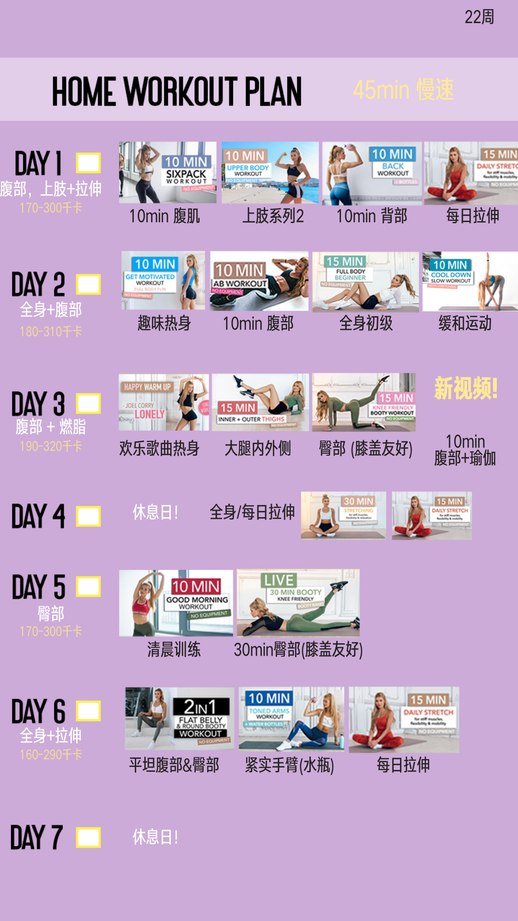 22周
HOME WORKOUT PLAN
45min 慢速
DAY 1
腹部，上肢+拉伸
170-300千卡
10 MIN
SIXPACK
WORKOUT
NO EQUIPMENT
10min 腹肌
10 MIN
UPPER BODY
WORKOUT
上肢系列2
10 MIN
BACK
WORKOUT
10min 背部
15 MIN
DAILY STRETCH
for stiff muscles,
flexibility & mobility
NO EQUIPMENT
每日拉伸
DAY 2
全身+腹部
180-310千卡
10 MIN
GET MOTIVATED
WORKOUT
NO EQUIPMENT
趣味热身
10 MIN
AB WORKOUT
NO EQUIPMENT
10min 腹部
15 MIN
FULL BODY
BEGINNER
NO EQUIPMENT
全身初级
10 MIN
COOL DOWN
SLOW WORKOUT
缓和运动
DAY 3
腹部 + 燃脂
190-320千卡
HAPPY WARM UP
JOEL CORRY
LONELY
欢乐歌曲热身
15 MIN
INNER + OUTER THIGHS
NO EQUIPMENT
大腿内外侧
15 MIN
KNEE FRIENDLY
BOOTY WORKOUT
NO EQUIPMENT
臀部 (膝盖友好)
新视频!
10min
腹部+瑜伽
DAY 4
休息日!
全身/每日拉伸
30 MIN
STRETCHING
15 MIN
DAILY STRETCH
for stiff muscles,
flexibility & mobility
NO EQUIPMENT
DAY 5
臀部
170-300千卡
10 MIN
GOOD MORNING
WORKOUT
NO EQUIPMENT
清晨训练
LIVE
30 MIN BOOTY
KNEE FRIENDLY
30min臀部(膝盖友好)
DAY 6
全身+拉伸
160-290千卡
2IN1
FLAT BELLY
& ROUND BOOTY
WORKOUT
NO EQUIPMENT
平坦腹部&臀部
10 MIN
TONED ARMS
WORKOUT
+ WATER BOTTLES
紧实手臂(水瓶)
15 MIN
DAILY STRETCH
for stiff muscles,
flexibility & mobility
NO EQUIPMENT
每日拉伸
DAY 7
休息日!